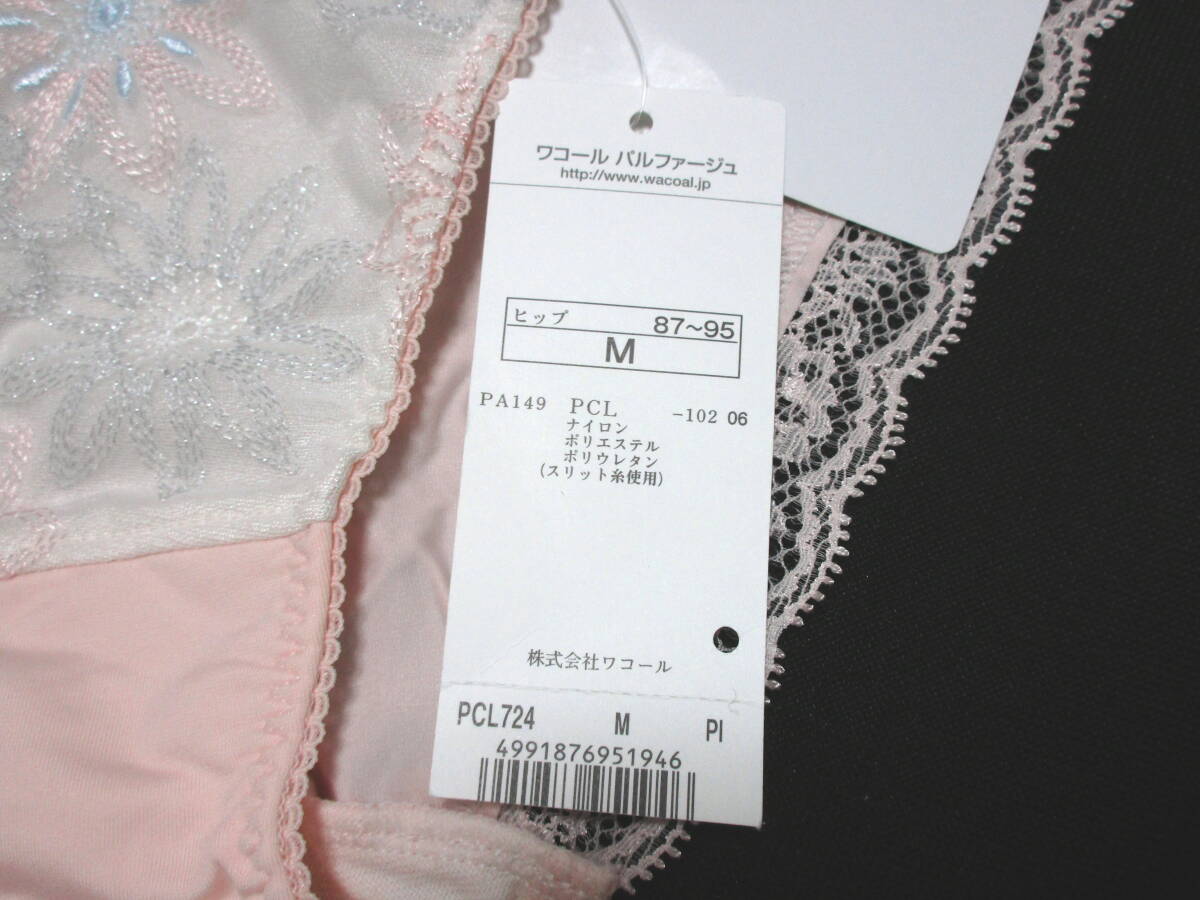 ワコール パルファージュ
http://www.wacoal.jp
ヒップ 87～95
M
PA149 PCL -102 06
ナイロン
ポリエステル
ポリウレタン
(スリット糸使用)
株式会社ワコール
PCL724 M PI
4991876951946